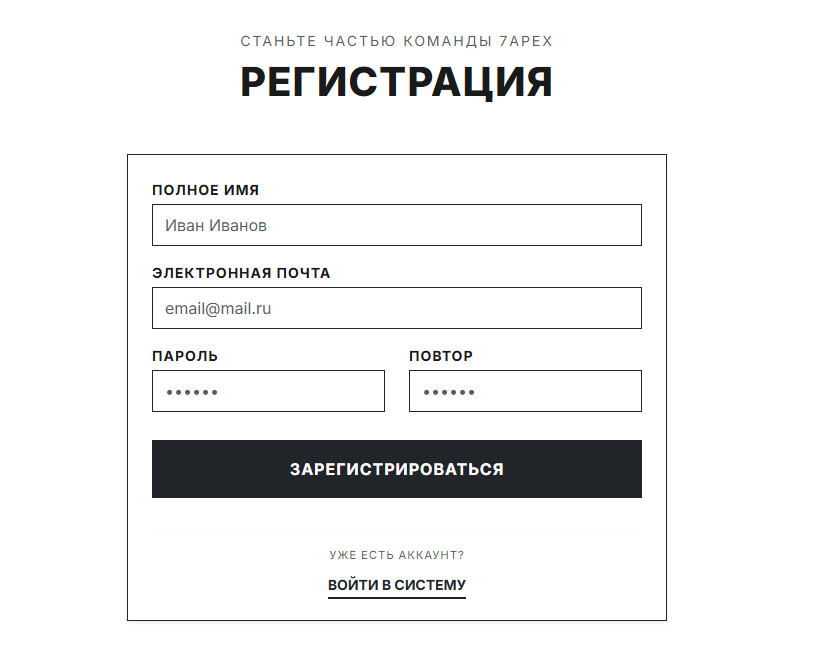 СТАНЬТЕ ЧАСТЬЮ КОМАНДЫ 7APEX
РЕГИСТРАЦИЯ
ПОЛНОЕ ИМЯ
Иван Иванов
ЭЛЕКТРОННАЯ ПОЧТА
email@mail.ru
ПАРОЛЬ ПОВТОР
•••••• ••••••
ЗАРЕГИСТРИРОВАТЬСЯ
УЖЕ ЕСТЬ АККАУНТ?
ВОЙТИ В СИСТЕМУ